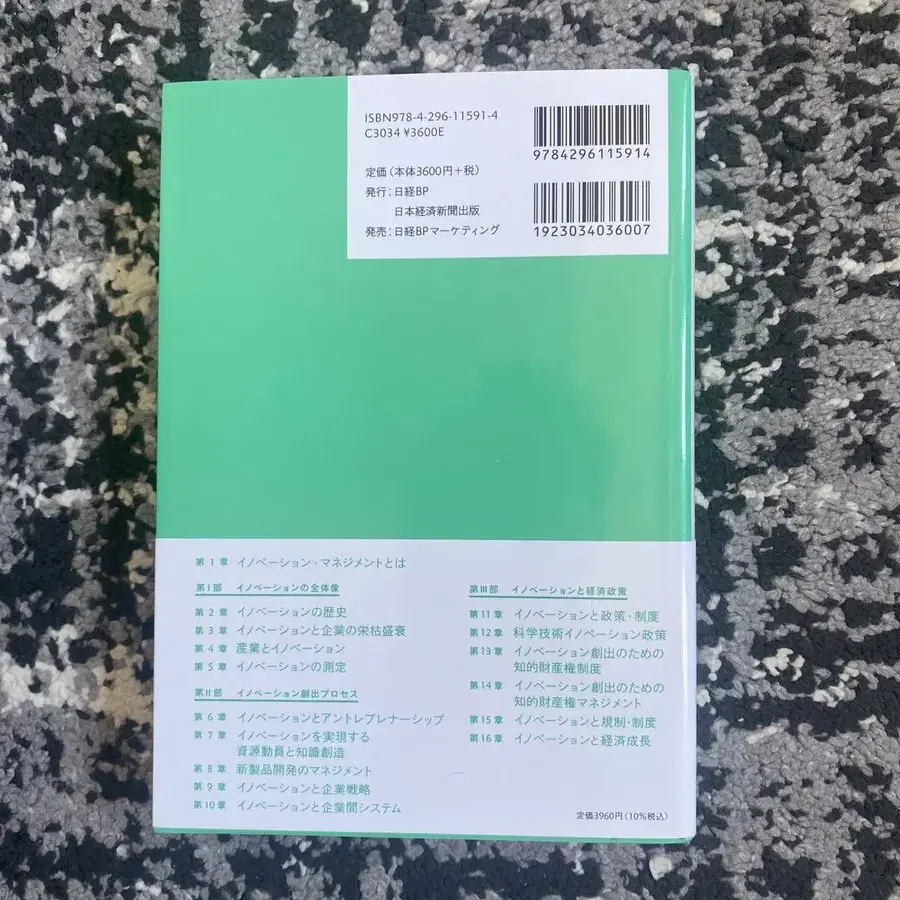 ISBN978-4-296-11591-4
C3034 ¥3600E
定価(本体3600円+税)
発行:日経BP
日本経済新聞出版
発売:日経BPマーケティング
9784296115914
1923034036007
第1章 イノベーション・マネジメントとは
第Ⅰ部 イノベーションの全体像
第2章 イノベーションの歴史
第3章 イノベーションと企業の栄枯盛衰
第4章 産業とイノベーション
第5章 イノベーションの測定
第Ⅱ部 イノベーション創出プロセス
第6章 イノベーションとアントレプレナーシップ
第7章 イノベーションを実現する
資源動員と知識創造
第8章 新製品開発のマネジメント
第9章 イノベーションと企業戦略
第10章 イノベーションと企業間システム
第Ⅲ部 イノベーションと経済政策
第11章 イノベーションと政策・制度
第12章 科学技術イノベーション政策
第13章 イノベーション創出のための
知的財産権制度
第14章 イノベーション創出のための
知的財産権マネジメント
第15章 イノベーションと規制・制度
第16章 イノベーションと経済成長
定価3960円(10%税込)